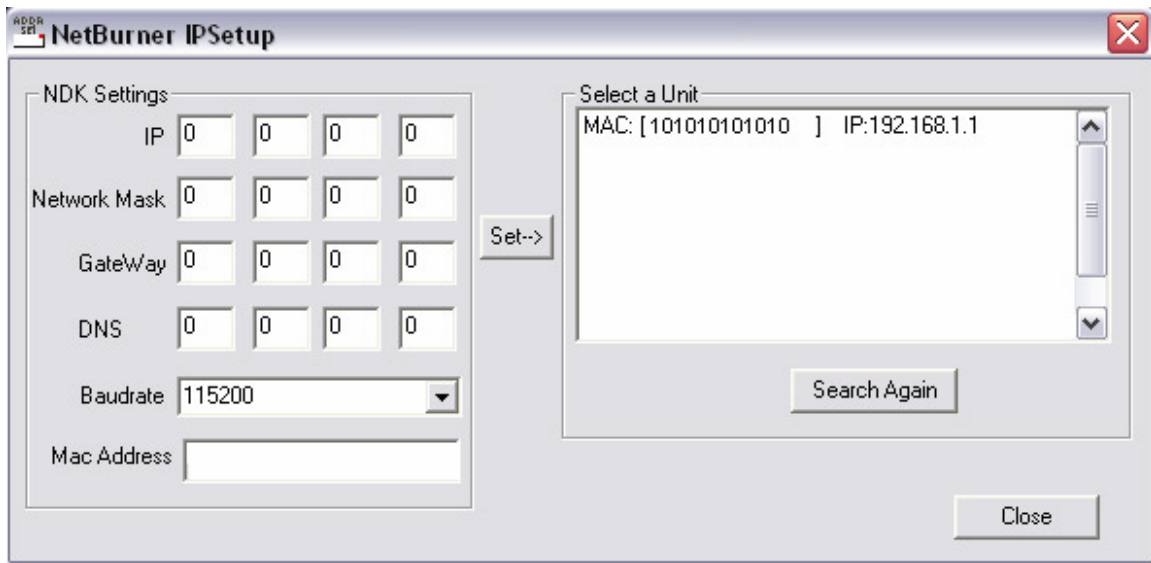 ADDR
SET
NetBurner IPSetup
NDK Settings
IP 0 0 0 0
Network Mask 0 0 0 0
GateWay 0 0 0 0
DNS 0 0 0 0
Baudrate 115200
Mac Address
Set-->
Select a Unit
MAC: [101010101010 ] IP:192.168.1.1
Search Again
Close